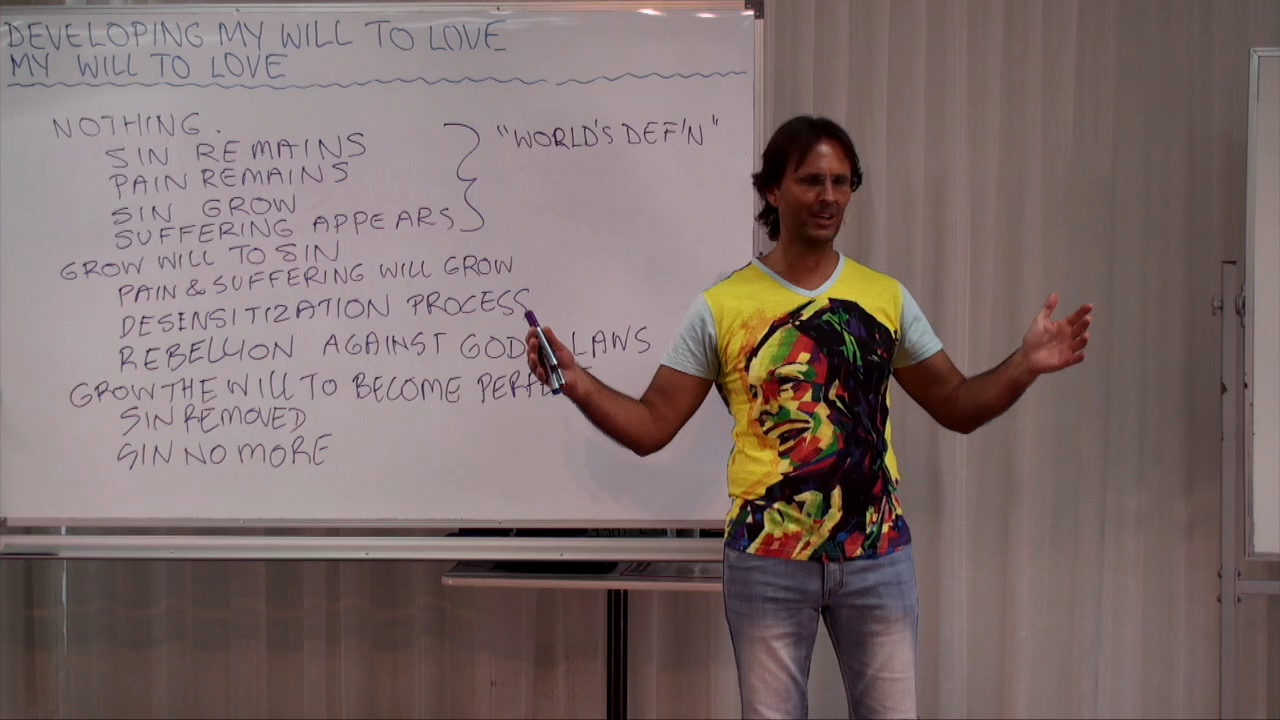 DEVELOPING MY WILL TO LOVE
MY WILL TO LOVE
NOTHING.
SIN REMAINS
PAIN REMAINS
SIN GROW
SUFFERING APPEARS
"WORLD'S DEF'N"
GROW WILL TO SIN
PAIN & SUFFERING WILL GROW
DESENSITIZATION PROCESS
REBELLION AGAINST GOD LAWS
GROW THE WILL TO BECOME
SIN REMOVED
SIN NO MORE